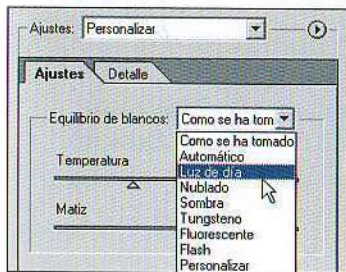 Ajustes: Personalizar
Ajustes Detalle
Equilibrio de blancos: Como se ha tom
Como se ha tomado
Automático
Temperatura
Luz de día
Nublado
Sombra
Matiz
Tungsteno
Fluorescente
Flash
Personalizar